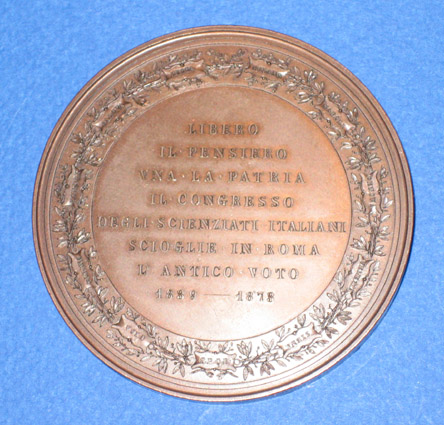 LIBERO
IL · PENSIERO
VNA · LA · PATRIA
IL CONGRESSO
DEGLI · SCIENZIATI · ITALIANI
SCIOGLIE IN ROMA
L' ANTICO · VOTO
1839 — 1873